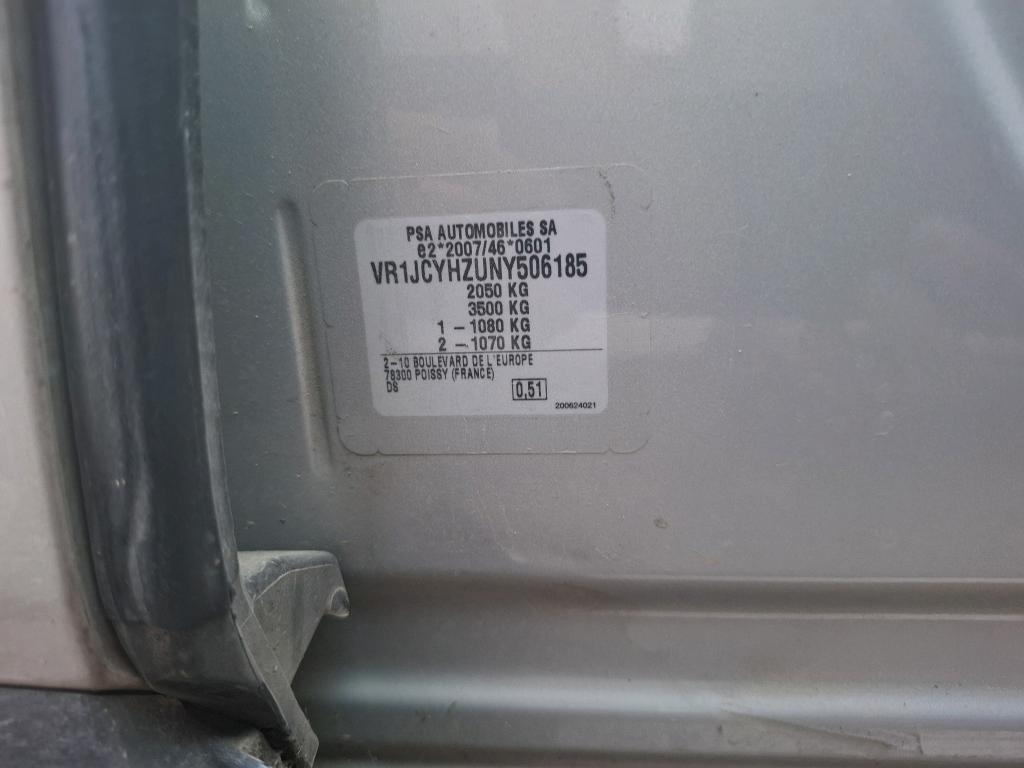 PSA AUTOMOBILES SA
e2*2007/46*0601
VR1JCYHZUNY506185
2050 KG
3500 KG
1 – 1080 KG
2 – 1070 KG
2–10 BOULEVARD DE L'EUROPE
78300 POISSY (FRANCE)
DS
0,51
200624021